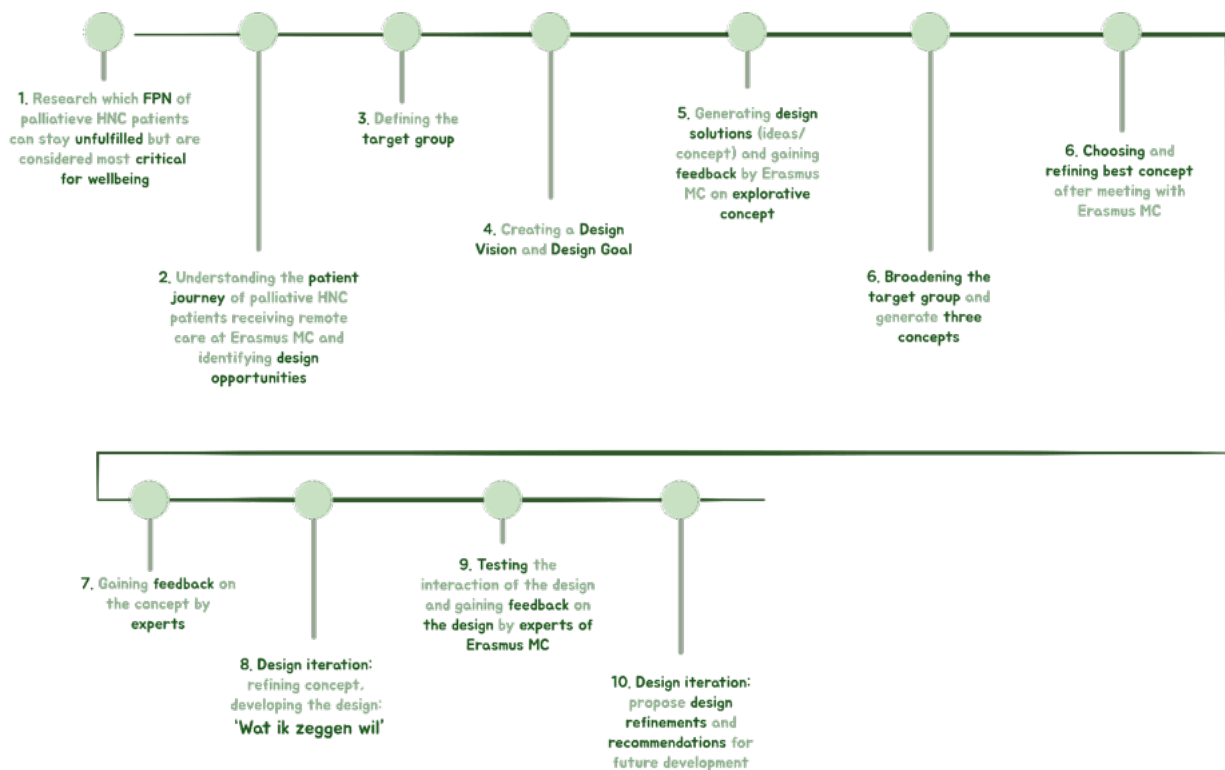 1. Research which FPN of
palliatieve HNC patients
can stay unfulfilled but are
considered most critical
for wellbeing
2. Understanding the patient
journey of palliative HNC
patients receiving remote
care at Erasmus MC and
identifying design
opportunities
3. Defining the
target group
4. Creating a Design
Vision and Design Goal
5. Generating design
solutions (ideas/
concept) and gaining
feedback by Erasmus
MC on explorative
concept
6. Broadening the
target group and
generate three
concepts
6. Choosing and
refining best concept
after meeting with
Erasmus MC
7. Gaining feedback on
the concept by
experts
8. Design iteration:
refining concept,
developing the design:
'Wat ik zeggen wil'
9. Testing the
interaction of the design
and gaining feedback on
the design by experts of
Erasmus MC
10. Design iteration:
propose design
refinements and
recommendations for
future development